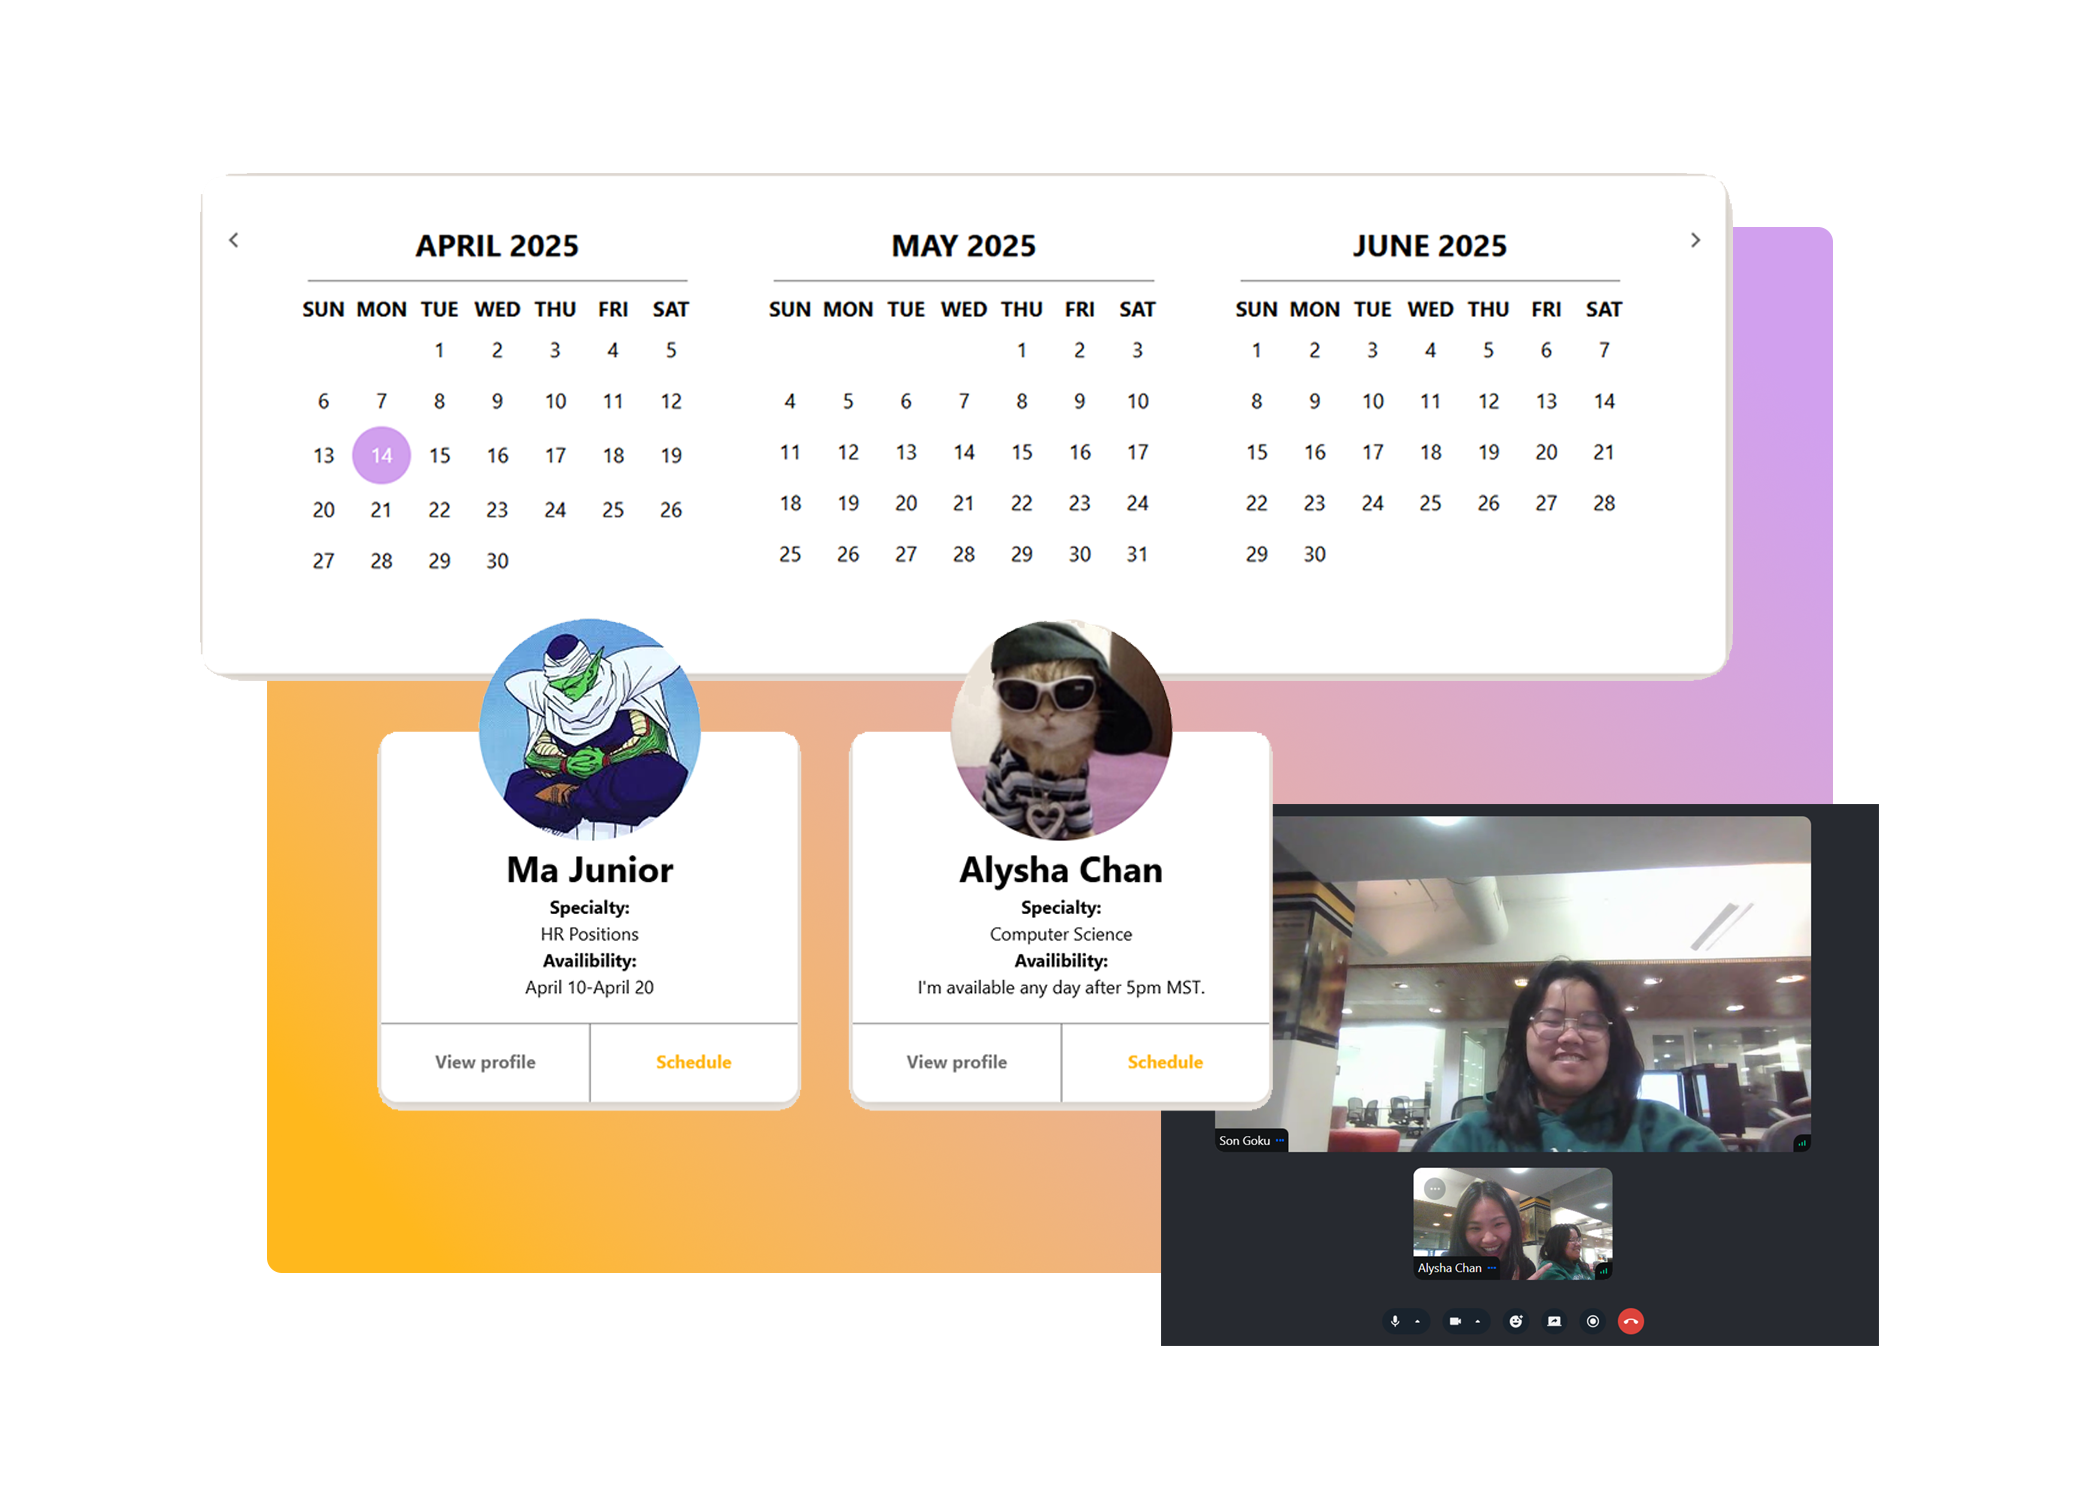 APRIL 2025
SUN MON TUE WED THU FRI SAT
1 2 3 4 5
6 7 8 9 10 11 12
13 14 15 16 17 18 19
20 21 22 23 24 25 26
27 28 29 30
MAY 2025
SUN MON TUE WED THU FRI SAT
1 2 3
4 5 6 7 8 9 10
11 12 13 14 15 16 17
18 19 20 21 22 23 24
25 26 27 28 29 30 31
JUNE 2025
SUN MON TUE WED THU FRI SAT
1 2 3 4 5 6 7
8 9 10 11 12 13 14
15 16 17 18 19 20 21
22 23 24 25 26 27 28
29 30
Ma Junior
Specialty:
HR Positions
Availibility:
April 10-April 20
View profile Schedule
Alysha Chan
Specialty:
Computer Science
Availibility:
I'm available any day after 5pm MST.
View profile Schedule
Son Goku
Alysha Chan